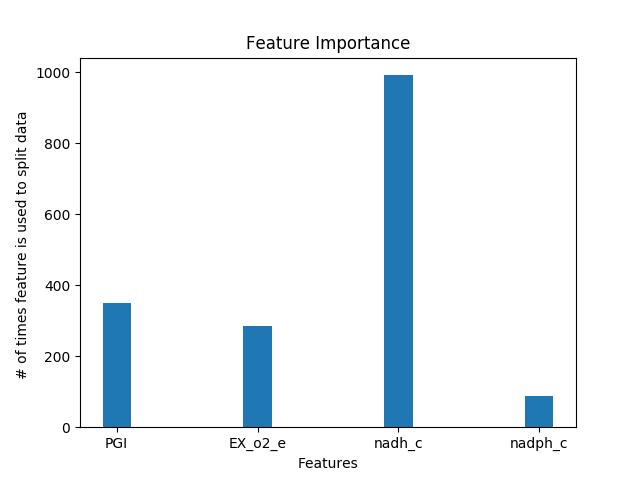 Feature Importance
# of times feature is used to split data
1000
800
600
400
200
0
PGI EX_o2_e nadh_c nadph_c
Features